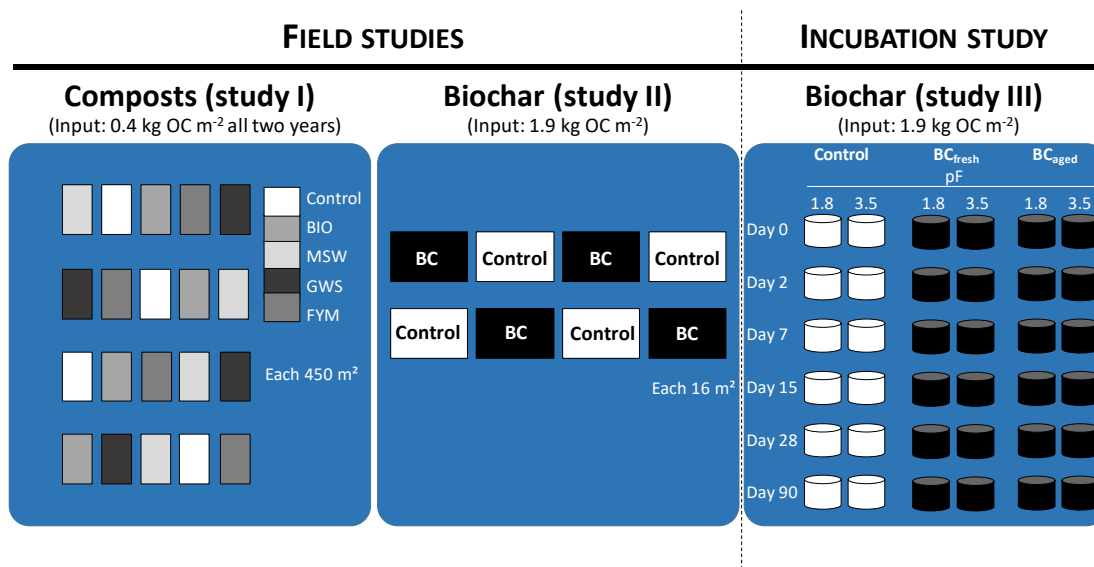 FIELD STUDIES
INCUBATION STUDY
Composts (study I)
(Input: 0.4 kg OC m⁻² all two years)
Control
BIO
MSW
GWS
FYM
Each 450 m²
Biochar (study II)
(Input: 1.9 kg OC m⁻²)
BC Control BC Control
Control BC Control BC
Each 16 m²
Biochar (study III)
(Input: 1.9 kg OC m⁻²)
Control BCfresh BCaged
pF
1.8 3.5 1.8 3.5 1.8 3.5
Day 0
Day 2
Day 7
Day 15
Day 28
Day 90